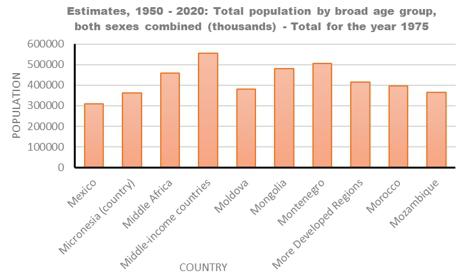 Estimates, 1950 - 2020: Total population by broad age group,
both sexes combined (thousands) - Total for the year 1975
600000
500000
400000
300000
200000
100000
0
POPULATION
Mexico
Micronesia (country)
Middle Africa
Middle-income countries
Moldova
Mongolia
Montenegro
More Developed Regions
Morocco
Mozambique
COUNTRY